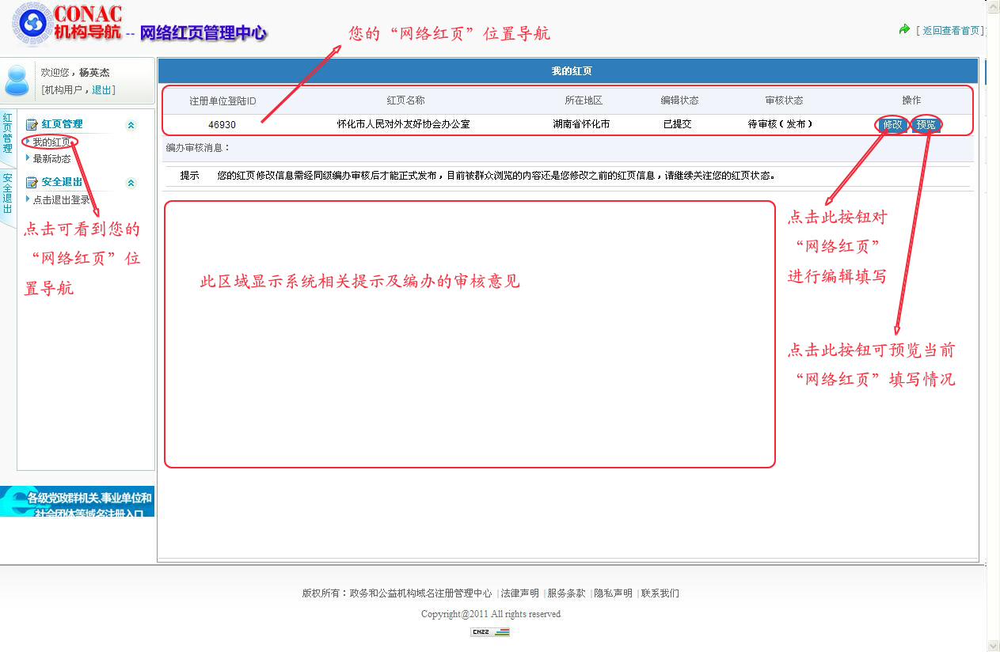 CONAC
机构导航 -- 网络红页管理中心
您的“网络红页”位置导航
[ 返回查看首页]
欢迎您，杨英杰
[机构用户，退出]
我的红页
注册单位登陆ID 红页名称 所在地区 编辑状态 审核状态 操作
46930 怀化市人民对外友好协会办公室 湖南省怀化市 已提交 待审核（发布） 修改 预览
编办审核消息：
提示 您的红页修改信息需经同级编办审核后才能正式发布，目前被群众浏览的内容还是您修改之前的红页信息，请继续关注您的红页状态。
红页管理
安全退出
红页管理
我的红页
最新动态
安全退出
点击退出登录
点击可看到您的
“网络红页”位
置导航
此区域显示系统相关提示及编办的审核意见
点击此按钮对
“网络红页”
进行编辑填写
点击此按钮可预览当前
“网络红页”填写情况
各级党政群机关、事业单位和
社会团体等域名注册入口
版权所有：政务和公益机构域名注册管理中心 |法律声明 |服务条款 |隐私声明 |联系我们
Copyright@2011 All rights reserved
CNZZ